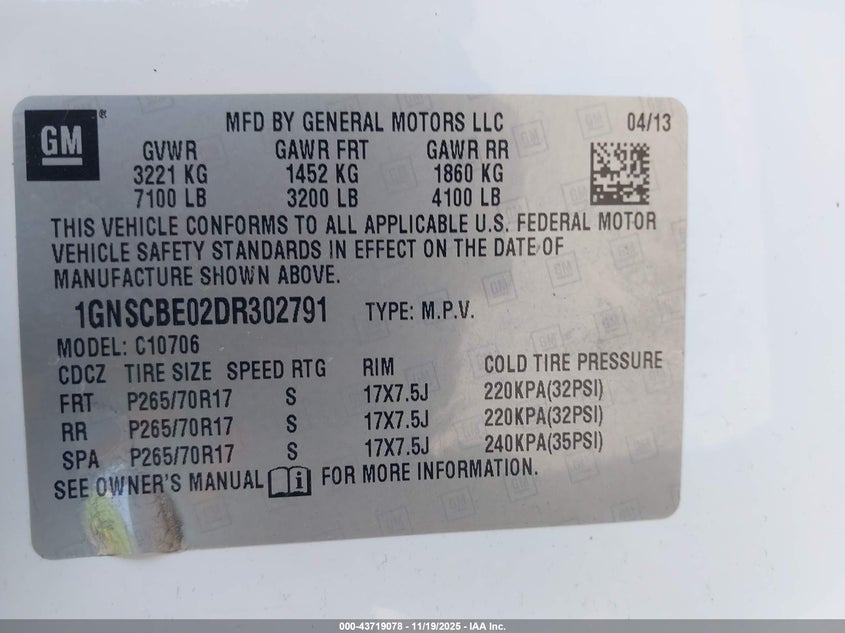 GM ®
MFD BY GENERAL MOTORS LLC 04/13
GVWR GAWR FRT GAWR RR
3221 KG 1452 KG 1860 KG
7100 LB 3200 LB 4100 LB
THIS VEHICLE CONFORMS TO ALL APPLICABLE U.S. FEDERAL MOTOR
VEHICLE SAFETY STANDARDS IN EFFECT ON THE DATE OF
MANUFACTURE SHOWN ABOVE.
1GNSCBE02DR302791 TYPE: M.P.V.
MODEL: C10706
CDCZ TIRE SIZE SPEED RTG RIM COLD TIRE PRESSURE
FRT P265/70R17 S 17X7.5J 220KPA(32PSI)
RR P265/70R17 S 17X7.5J 220KPA(32PSI)
SPA P265/70R17 S 17X7.5J 240KPA(35PSI)
SEE OWNER'S MANUAL i FOR MORE INFORMATION.
000-43719078 - 11/19/2025 - IAA Inc.